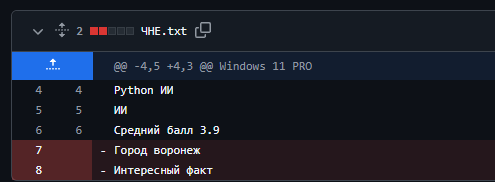 2 ЧНЕ.txt
@@ -4,5 +4,3 @@ Windows 11 PRO
4 4 Python ИИ
5 5 ИИ
6 6 Средний балл 3.9
7 - Город воронеж
8 - Интересный факт